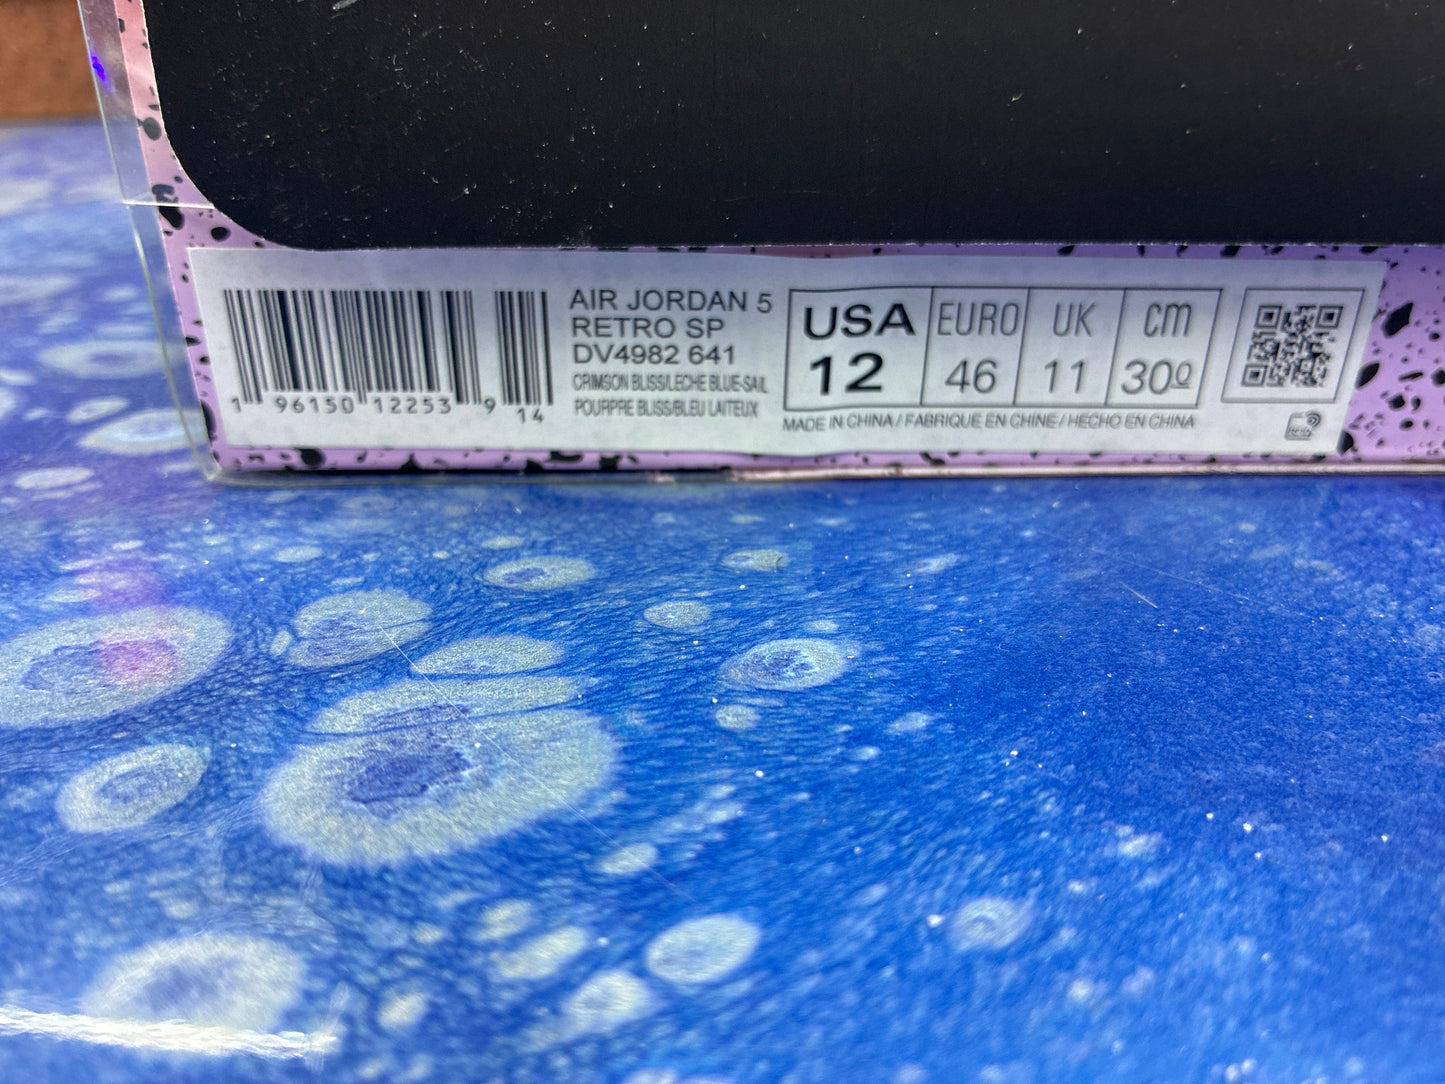 AIR JORDAN 5
RETRO SP
DV4982 641
CRIMSON BLISS/LECHE BLUE-SAIL
POURPRE BLISS/BLEU LAITEUX
1 96150 12253 9 14
USA EURO UK cm
12 46 11 30º
MADE IN CHINA / FABRIQUE EN CHINE / HECHO EN CHINA